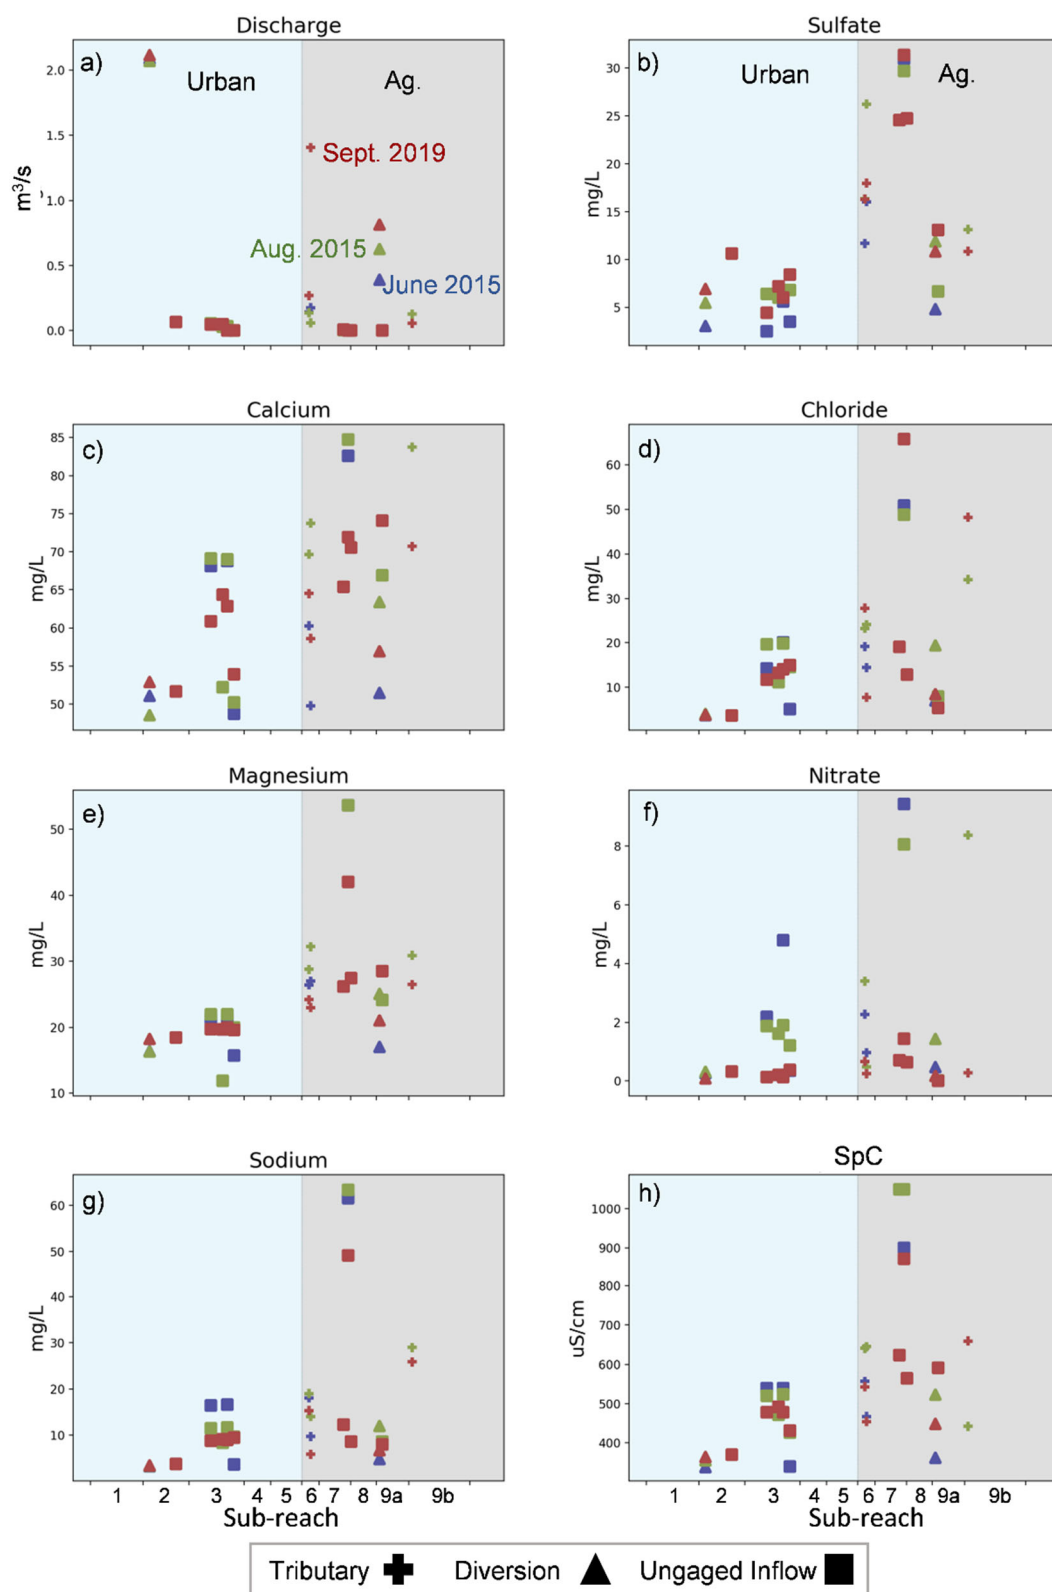 Discharge
a)
Urban
Ag.
2.0
1.5
1.0
0.5
0.0
m³/s
Sept. 2019
Aug. 2015
June 2015
Sulfate
b)
Urban
Ag.
30
25
20
15
10
5
mg/L
Calcium
c)
85
80
75
70
65
60
55
50
mg/L
Chloride
d)
60
50
40
30
20
10
mg/L
Magnesium
e)
50
40
30
20
10
mg/L
Nitrate
f)
8
6
4
2
0
mg/L
Sodium
g)
60
50
40
30
20
10
mg/L
1 2 3 4 5 6 7 8 9a 9b
Sub-reach
SpC
h)
1000
900
800
700
600
500
400
uS/cm
1 2 3 4 5 6 7 8 9a 9b
Sub-reach
Tributary Diversion Ungaged Inflow